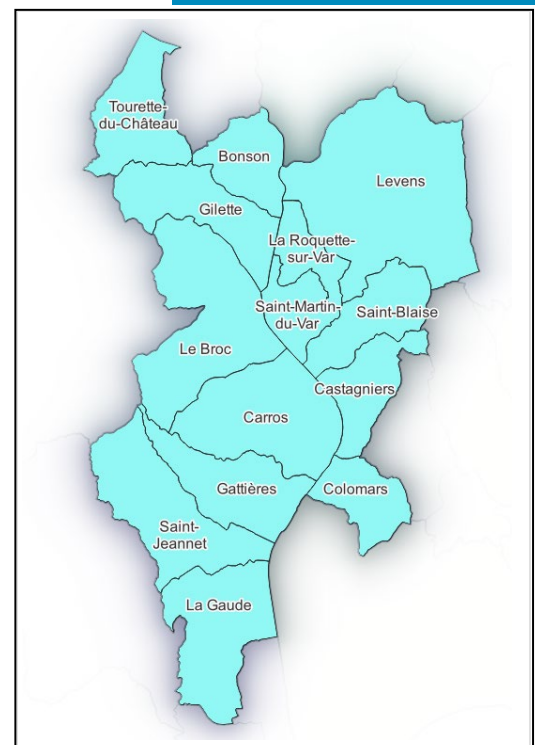 Tourette-
du-Château
Bonson
Levens
Gilette
La Roquette-
sur-Var
Saint-Martin-
du-Var
Saint-Blaise
Le Broc
Castagniers
Carros
Gattières
Colomars
Saint-
Jeannet
La Gaude